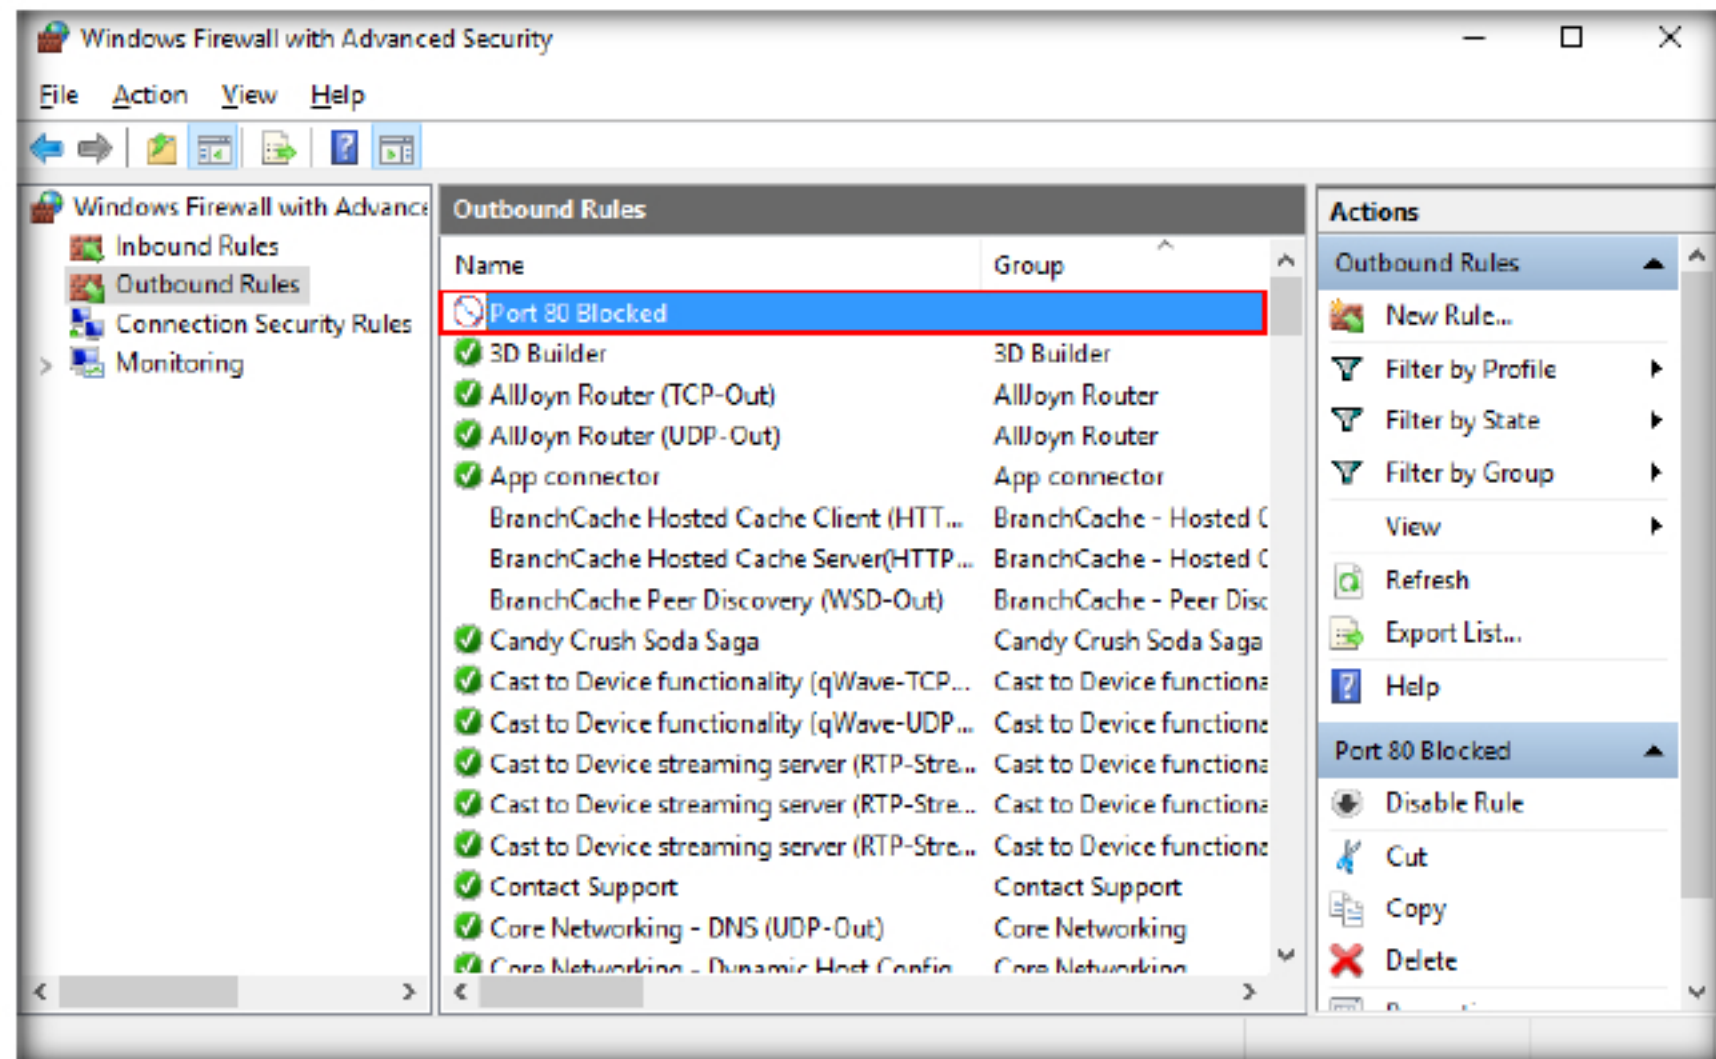 Windows Firewall with Advanced Security
File Action View Help
Windows Firewall with Advance
Inbound Rules
Outbound Rules
Connection Security Rules
Monitoring
Outbound Rules
Name Group
Port 80 Blocked
3D Builder 3D Builder
AllJoyn Router (TCP-Out) AllJoyn Router
AllJoyn Router (UDP-Out) AllJoyn Router
App connector App connector
BranchCache Hosted Cache Client (HTT... BranchCache - Hosted C
BranchCache Hosted Cache Server(HTTP... BranchCache - Hosted C
BranchCache Peer Discovery (WSD-Out) BranchCache - Peer Disc
Candy Crush Soda Saga Candy Crush Soda Saga
Cast to Device functionality (qWave-TCP... Cast to Device functiona
Cast to Device functionality (qWave-UDP... Cast to Device functiona
Cast to Device streaming server (RTP-Stre... Cast to Device functiona
Cast to Device streaming server (RTP-Stre... Cast to Device functiona
Cast to Device streaming server (RTP-Stre... Cast to Device functiona
Contact Support Contact Support
Core Networking - DNS (UDP-Out) Core Networking
Core Networking - Dynamic Host Config Core Networking
Actions
Outbound Rules
New Rule...
Filter by Profile
Filter by State
Filter by Group
View
Refresh
Export List...
Help
Port 80 Blocked
Disable Rule
Cut
Copy
Delete